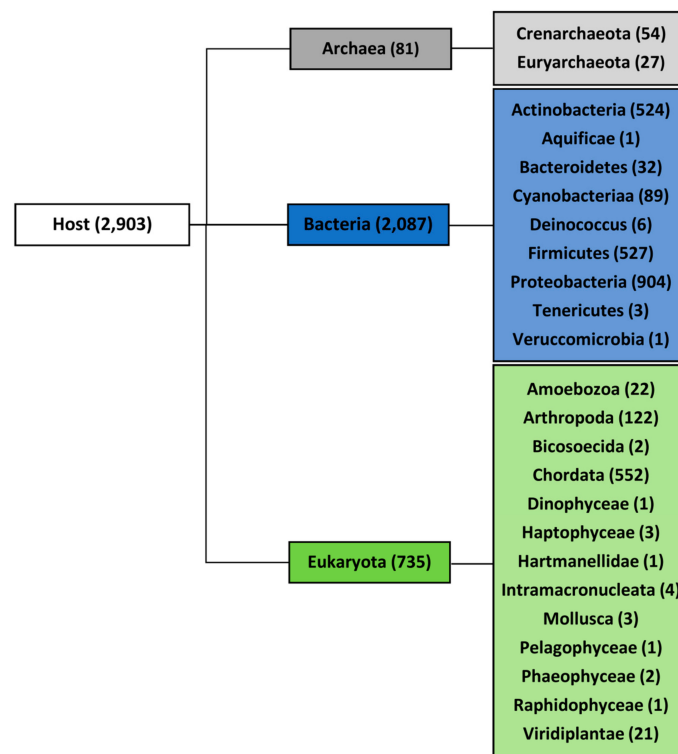 Host (2,903)
Archaea (81)
Crenarchaeota (54)
Euryarchaeota (27)
Bacteria (2,087)
Actinobacteria (524)
Aquificae (1)
Bacteroidetes (32)
Cyanobacteriaa (89)
Deinococcus (6)
Firmicutes (527)
Proteobacteria (904)
Tenericutes (3)
Veruccomicrobia (1)
Eukaryota (735)
Amoebozoa (22)
Arthropoda (122)
Bicosoecida (2)
Chordata (552)
Dinophyceae (1)
Haptophyceae (3)
Hartmanellidae (1)
Intramacronucleata (4)
Mollusca (3)
Pelagophyceae (1)
Phaeophyceae (2)
Raphidophyceae (1)
Viridiplantae (21)